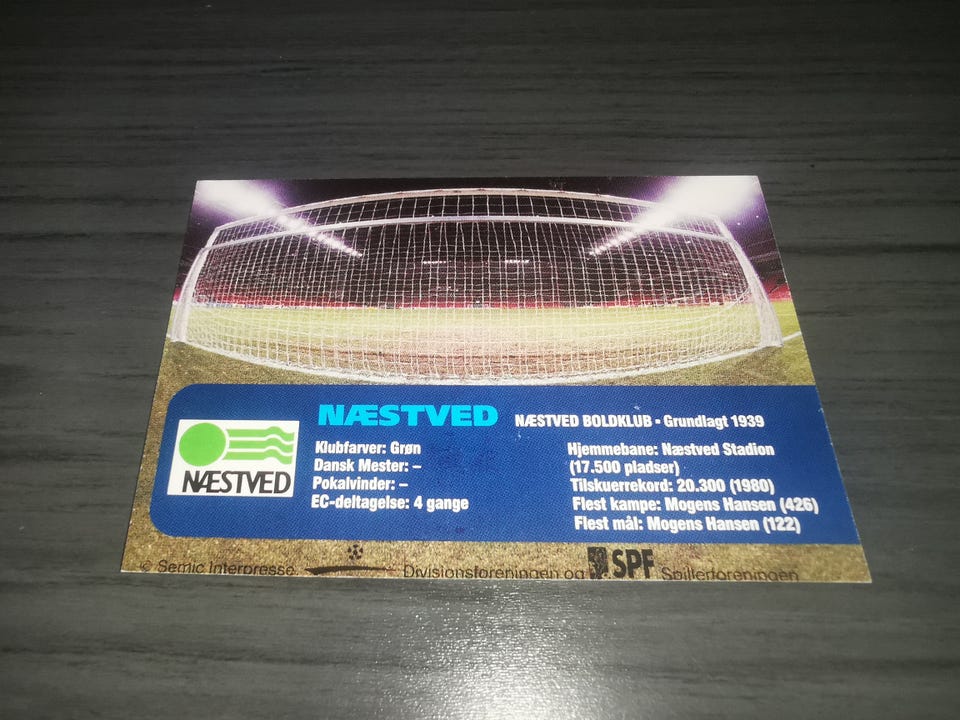 NÆSTVED
NÆSTVED BOLDKLUB • Grundlagt 1939
NÆSTVED
Klubfarver: Grøn
Dansk Mester: –
Pokalvinder: –
EC-deltagelse: 4 gange
Hjemmebane: Næstved Stadion
(17.500 pladser)
Tilskuerrekord: 20.300 (1980)
Flest kampe: Mogens Hansen (426)
Flest mål: Mogens Hansen (122)
© Semic Interpresse. Divisionsforeningen og SPF Spillerforeningen